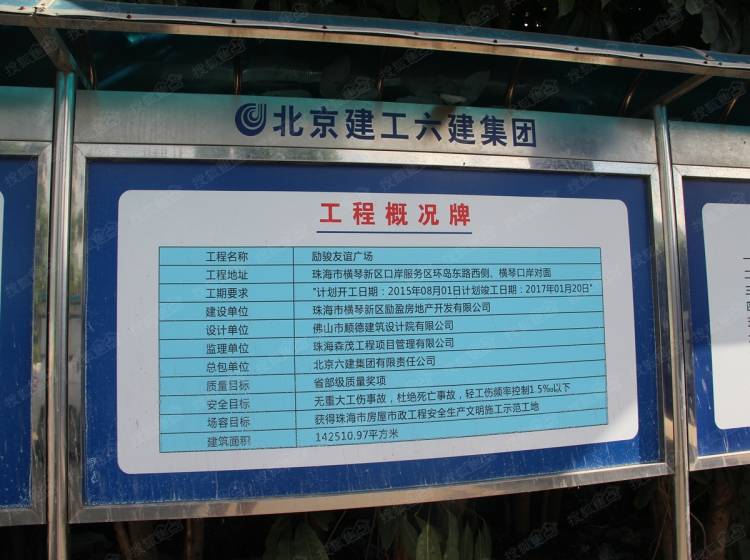 北京建工六建集团
工程概况牌
工程名称 励骏友谊广场
工程地址 珠海市横琴新区口岸服务区环岛东路西侧、横琴口岸对面
工期要求 "计划开工日期：2015年08月01日计划竣工日期：2017年01月20日"
建设单位 珠海市横琴新区励盈房地产开发有限公司
设计单位 佛山市顺德建筑设计院有限公司
监理单位 珠海森茂工程项目管理有限公司
总包单位 北京六建集团有限责任公司
质量目标 省部级质量奖项
安全目标 无重大工伤事故，杜绝死亡事故，轻工伤频率控制1.5‰以下
场容目标 获得珠海市房屋市政工程安全生产文明施工示范工地
建筑面积 142510.97平方米